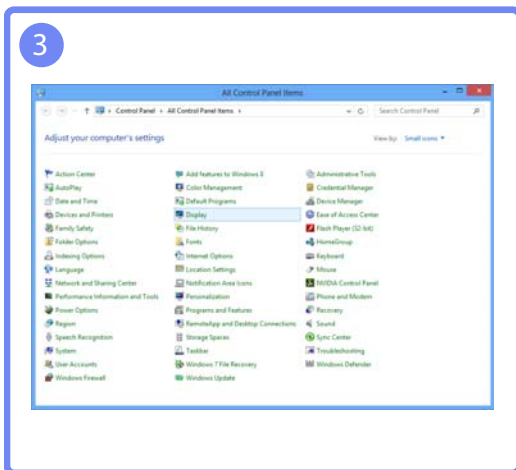 3
All Control Panel Items
Control Panel All Control Panel Items
Search Control Panel
Adjust your computer's settings
View by: Small icons
Action Center Add features to Windows 8 Administrative Tools
AutoPlay Color Management Credential Manager
Date and Time Default Programs Device Manager
Devices and Printers Display Ease of Access Center
Family Safety File History Flash Player (32-bit)
Folder Options Fonts HomeGroup
Indexing Options Internet Options Keyboard
Language Location Settings Mouse
Network and Sharing Center Notification Area Icons NVIDIA Control Panel
Performance Information and Tools Personalization Phone and Modem
Power Options Programs and Features Recovery
Region RemoteApp and Desktop Connections Sound
Speech Recognition Storage Spaces Sync Center
System Taskbar Troubleshooting
User Accounts Windows 7 File Recovery Windows Defender
Windows Firewall Windows Update